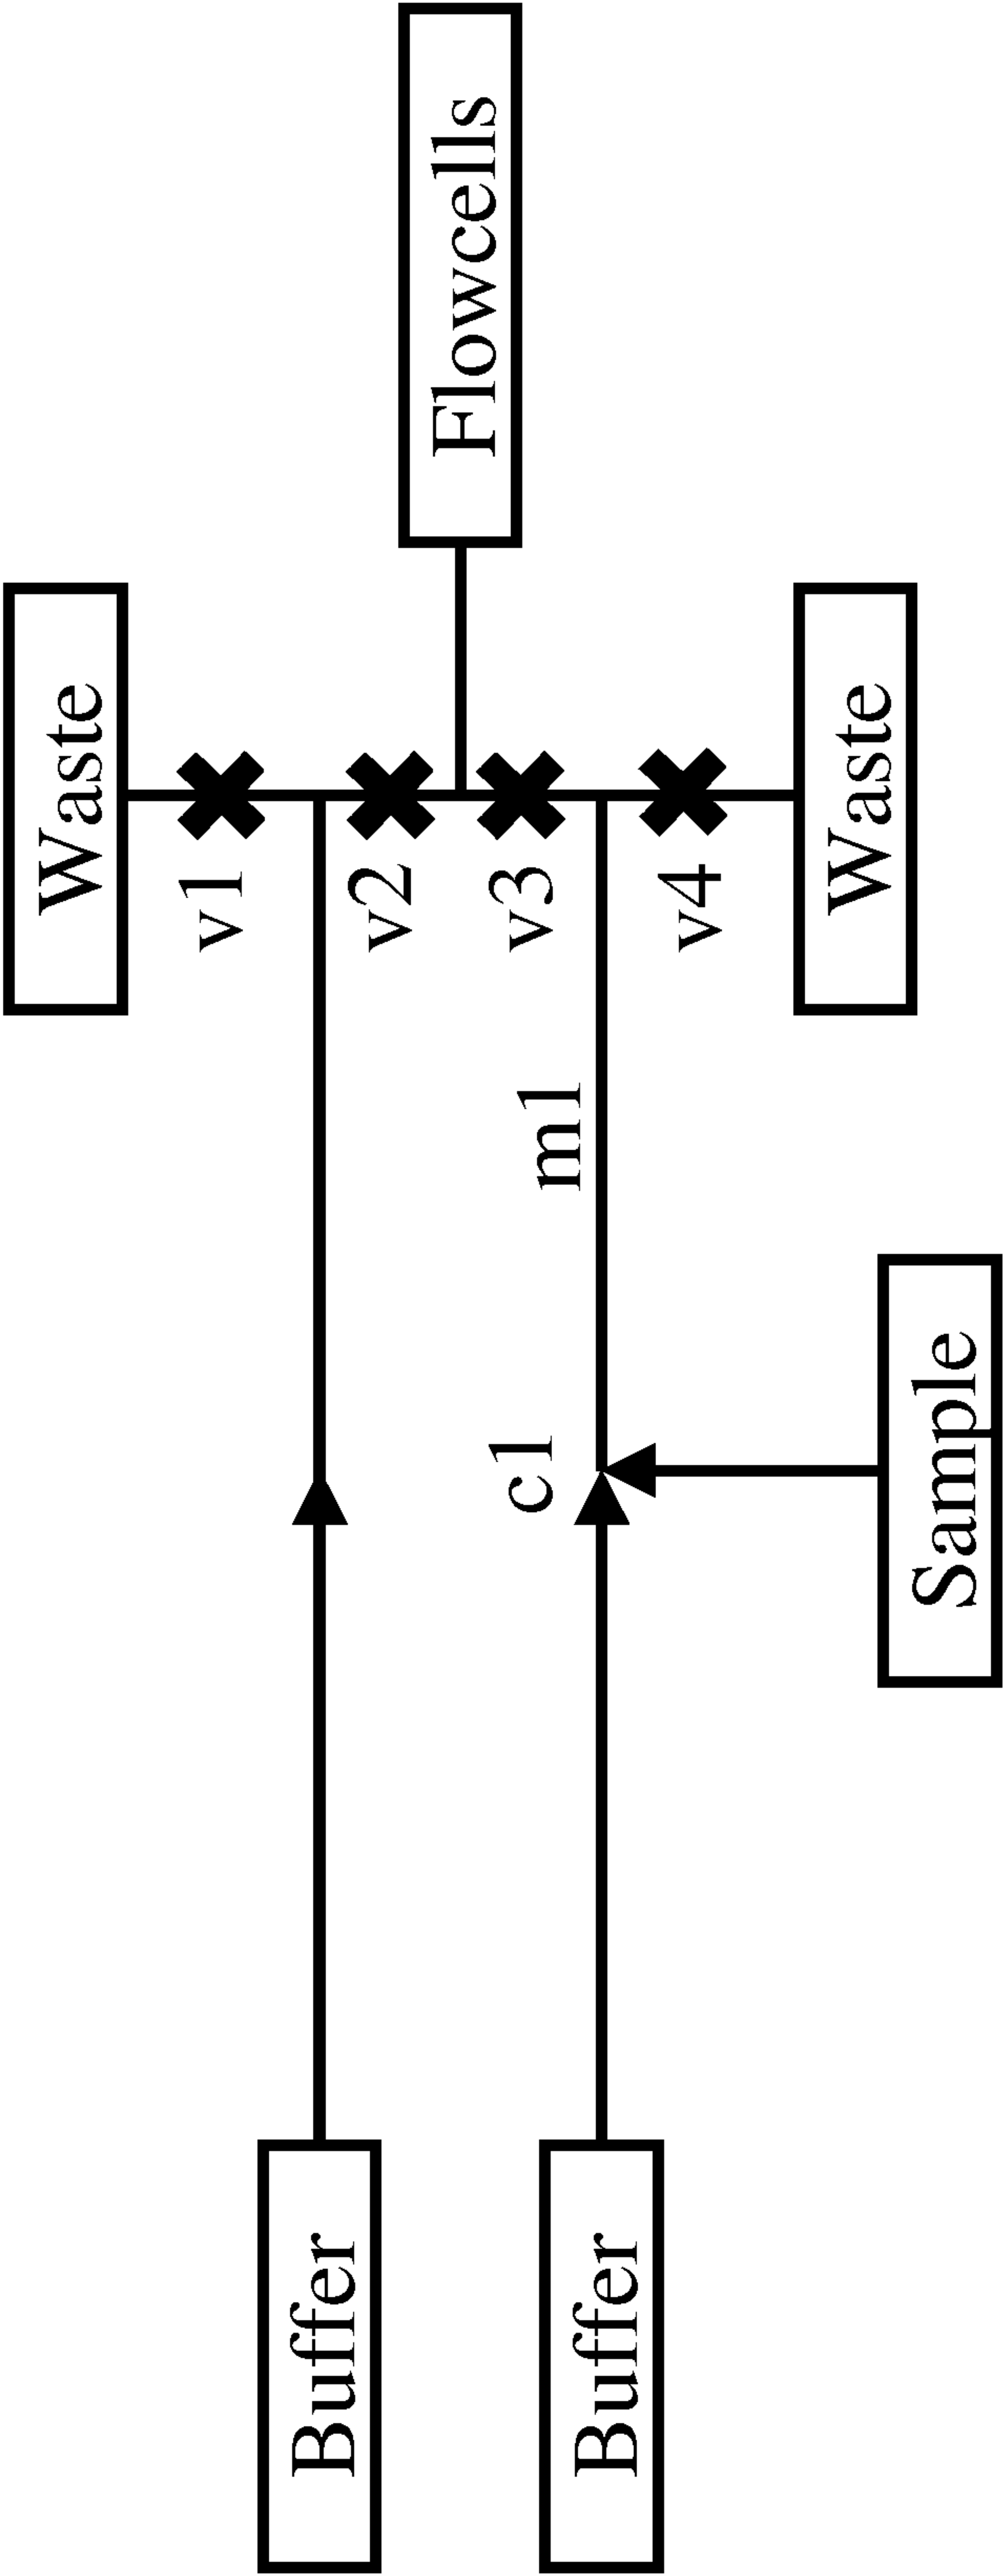 Waste
Flowcells
v1
v2
v3
v4
Waste
m1
c1
Sample
Buffer
Buffer